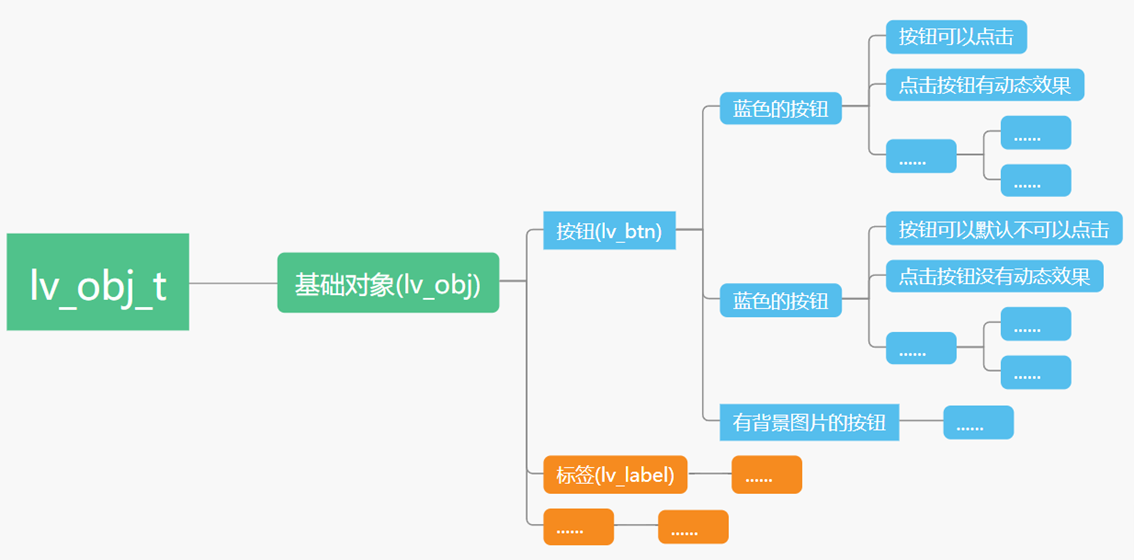 lv_obj_t
基础对象(lv_obj)
按钮(lv_btn)
蓝色的按钮
按钮可以点击
点击按钮有动态效果
......
......
......
蓝色的按钮
按钮可以默认不可以点击
点击按钮没有动态效果
......
......
......
有背景图片的按钮
......
标签(lv_label)
......
......
......